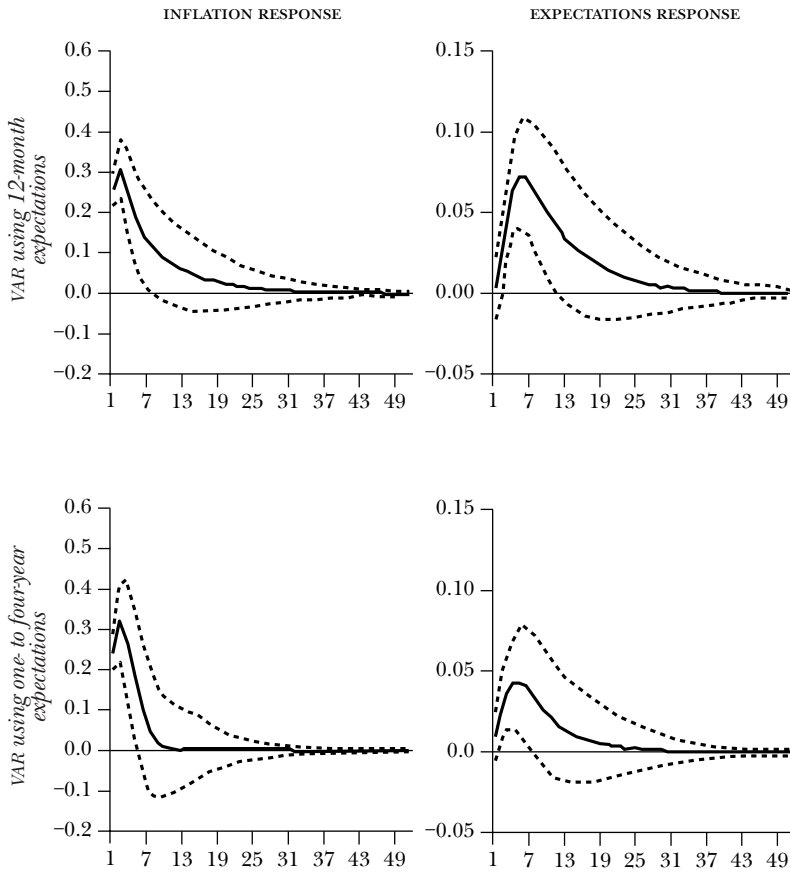 INFLATION RESPONSE
EXPECTATIONS RESPONSE
VAR using 12-month
expectations
0.6
0.5
0.4
0.3
0.2
0.1
0.0
−0.1
−0.2
1 7 13 19 25 31 37 43 49
0.15
0.10
0.05
0.00
−0.05
1 7 13 19 25 31 37 43 49
VAR using one- to four-year
expectations
0.6
0.5
0.4
0.3
0.2
0.1
0.0
−0.1
−0.2
1 7 13 19 25 31 37 43 49
0.15
0.10
0.05
0.0
−0.05
1 7 13 19 25 31 37 43 49